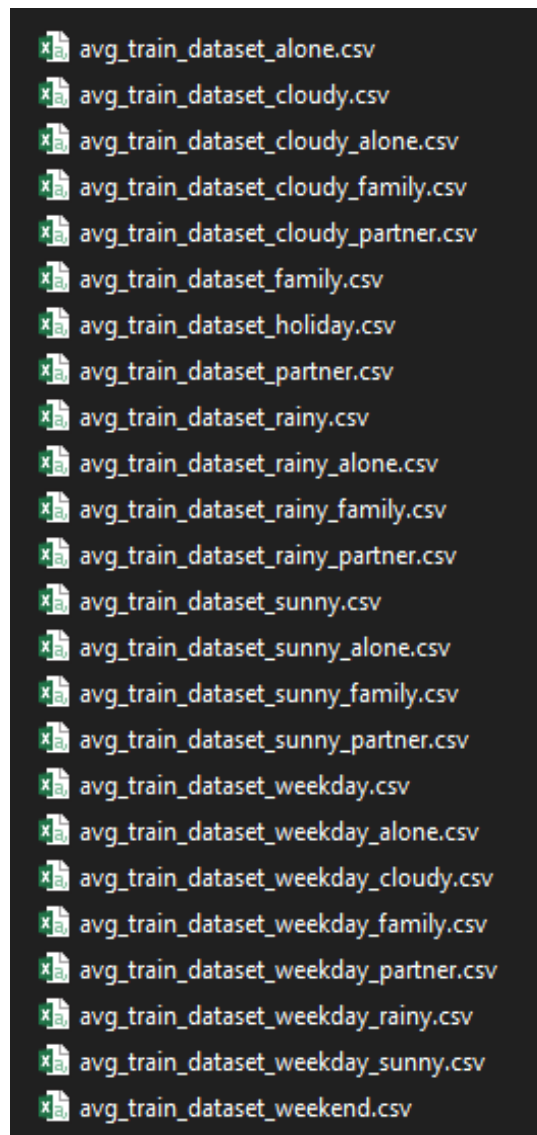 avg_train_dataset_alone.csv
avg_train_dataset_cloudy.csv
avg_train_dataset_cloudy_alone.csv
avg_train_dataset_cloudy_family.csv
avg_train_dataset_cloudy_partner.csv
avg_train_dataset_family.csv
avg_train_dataset_holiday.csv
avg_train_dataset_partner.csv
avg_train_dataset_rainy.csv
avg_train_dataset_rainy_alone.csv
avg_train_dataset_rainy_family.csv
avg_train_dataset_rainy_partner.csv
avg_train_dataset_sunny.csv
avg_train_dataset_sunny_alone.csv
avg_train_dataset_sunny_family.csv
avg_train_dataset_sunny_partner.csv
avg_train_dataset_weekday.csv
avg_train_dataset_weekday_alone.csv
avg_train_dataset_weekday_cloudy.csv
avg_train_dataset_weekday_family.csv
avg_train_dataset_weekday_partner.csv
avg_train_dataset_weekday_rainy.csv
avg_train_dataset_weekday_sunny.csv
avg_train_dataset_weekend.csv